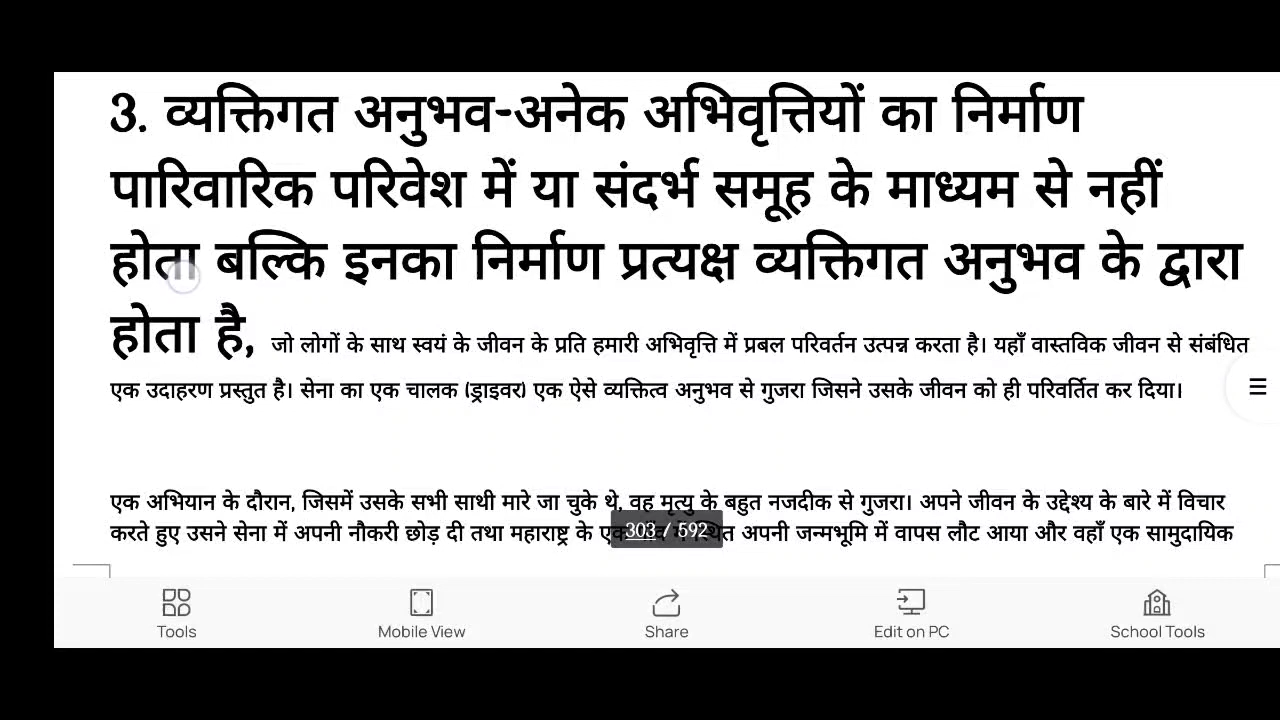 3. व्यक्तिगत अनुभव-अनेक अभिवृत्तियों का निर्माण
पारिवारिक परिवेश में या संदर्भ समूह के माध्यम से नहीं
होता बल्कि इनका निर्माण प्रत्यक्ष व्यक्तिगत अनुभव के द्वारा
होता है, जो लोगों के साथ स्वयं के जीवन के प्रति हमारी अभिवृत्ति में प्रबल परिवर्तन उत्पन्न करता है। यहाँ वास्तविक जीवन से संबंधित
एक उदाहरण प्रस्तुत है। सेना का एक चालक (ड्राइवर) एक ऐसे व्यक्तित्व अनुभव से गुजरा जिसने उसके जीवन को ही परिवर्तित कर दिया।
एक अभियान के दौरान, जिसमें उसके सभी साथी मारे जा चुके थे, वह मृत्यु के बहुत नजदीक से गुजरा। अपने जीवन के उद्देश्य के बारे में विचार
करते हुए उसने सेना में अपनी नौकरी छोड़ दी तथा महाराष्ट्र के अपनी जन्मभूमि में वापस लौट आया और वहाँ एक सामुदायिक
303 / 592
Tools Mobile View Share Edit on PC School Tools